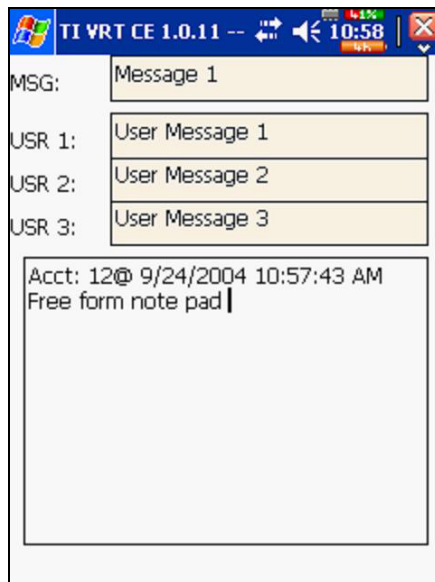 TI VRT CE 1.0.11 -- 10:58
41%
MSG: Message 1
USR 1: User Message 1
USR 2: User Message 2
USR 3: User Message 3
Acct: 12@ 9/24/2004 10:57:43 AM
Free form note pad